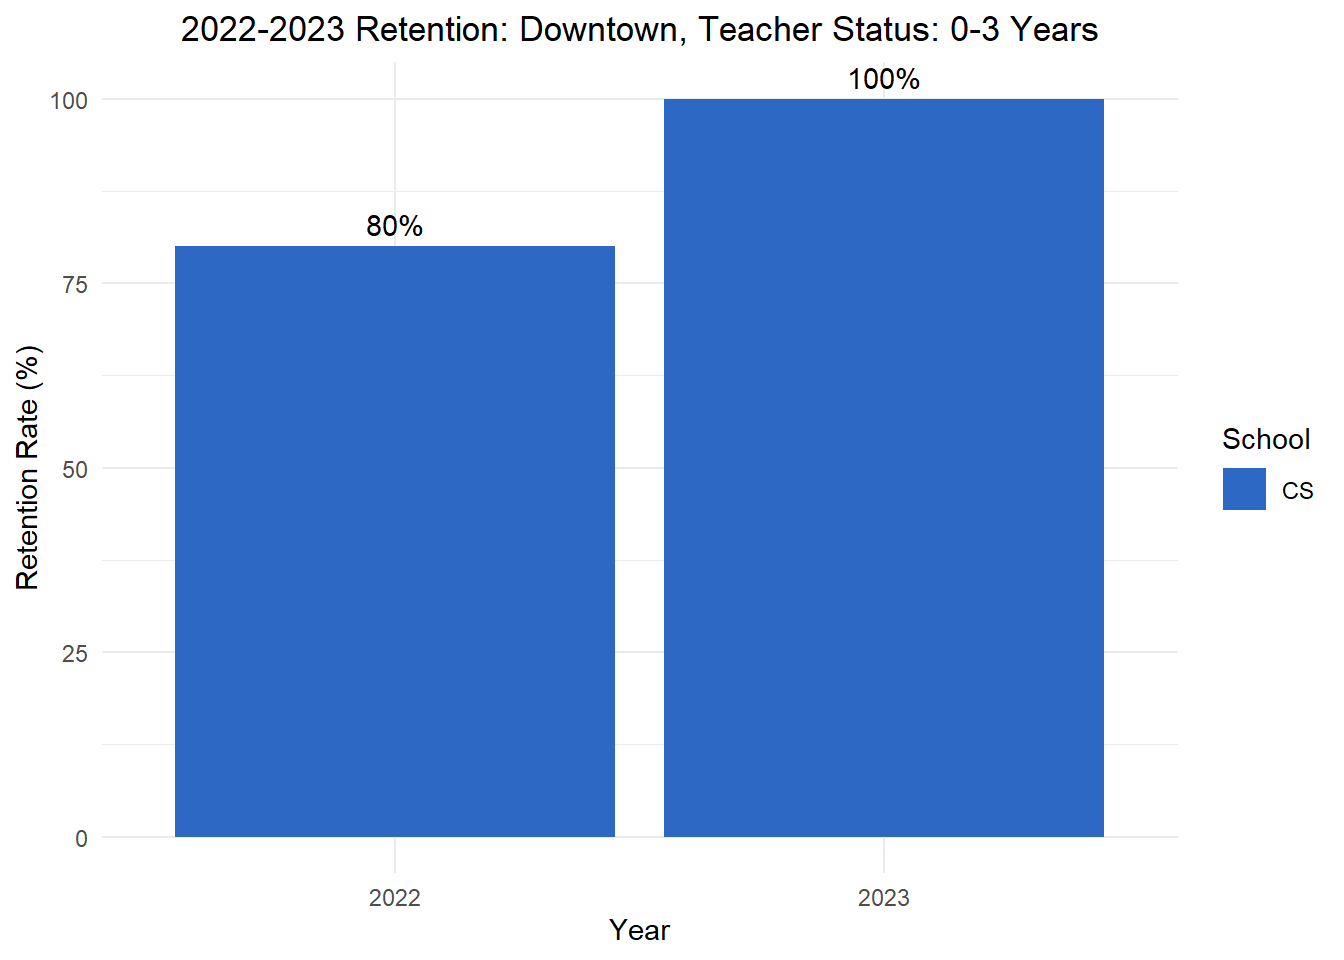 2022-2023 Retention: Downtown, Teacher Status: 0-3 Years
100%
100
80%
75
50
25
0
Retention Rate (%)
2022
2023
Year
School
CS